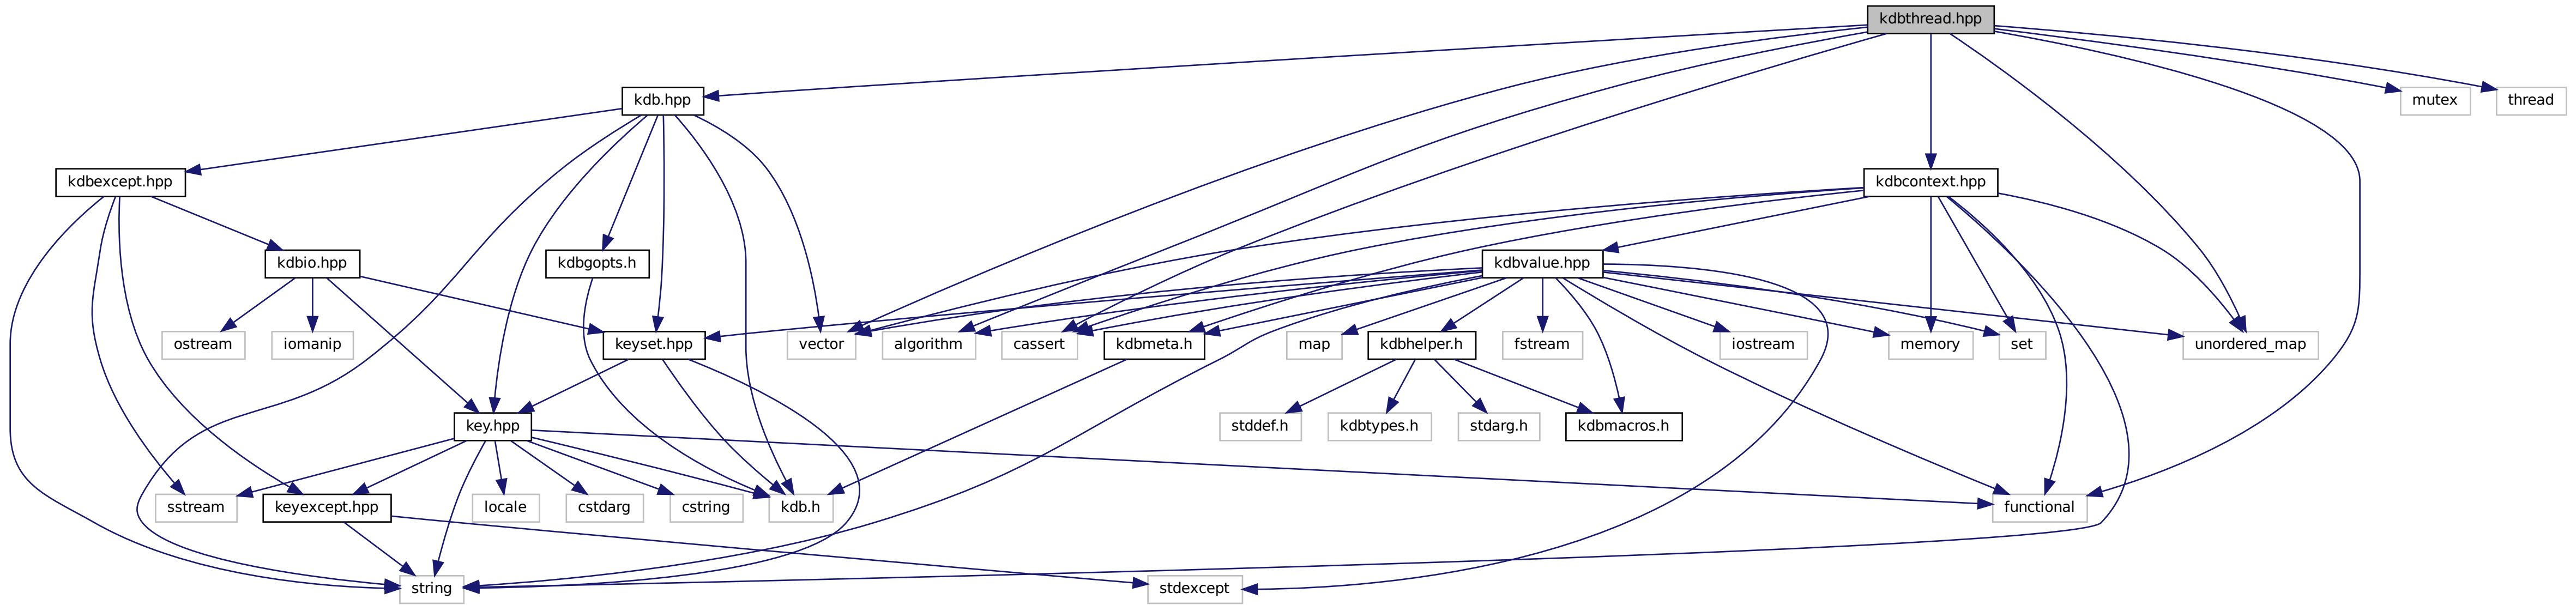 kdbthread.hpp
kdb.hpp
mutex
thread
kdbexcept.hpp
kdbcontext.hpp
kdbio.hpp
kdbgopts.h
kdbvalue.hpp
ostream
iomanip
keyset.hpp
vector
algorithm
cassert
kdbmeta.h
map
kdbhelper.h
fstream
iostream
memory
set
unordered_map
key.hpp
stddef.h
kdbtypes.h
stdarg.h
kdbmacros.h
sstream
keyexcept.hpp
locale
cstdarg
cstring
kdb.h
functional
string
stdexcept